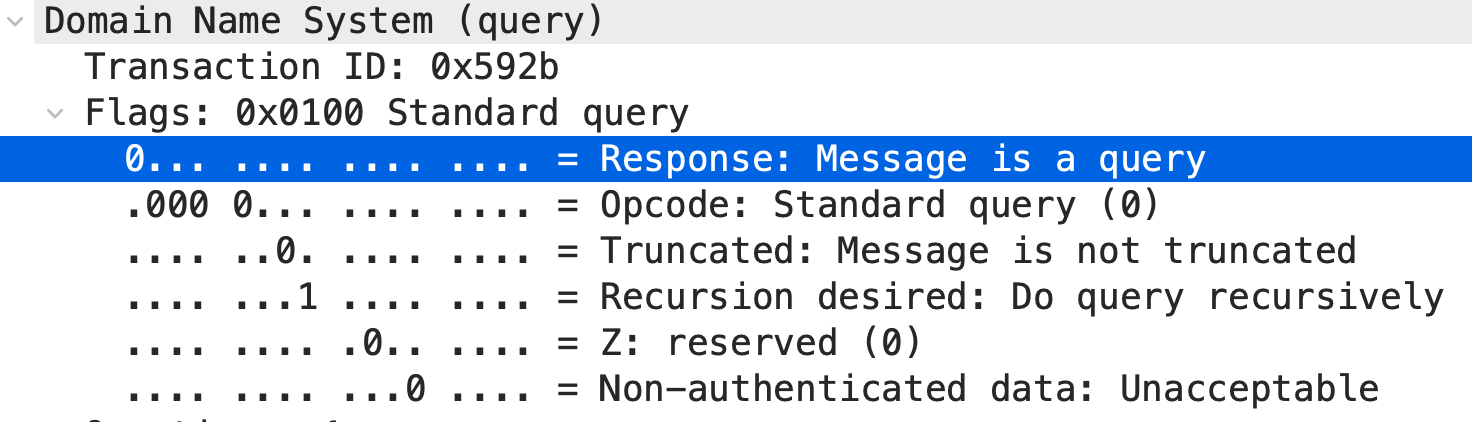 Domain Name System (query)
Transaction ID: 0x592b
Flags: 0x0100 Standard query
0... .... .... .... = Response: Message is a query
.000 0... .... .... = Opcode: Standard query (0)
.... ..0. .... .... = Truncated: Message is not truncated
.... ...1 .... .... = Recursion desired: Do query recursively
.... .... .0.. .... = Z: reserved (0)
.... .... ...0 .... = Non-authenticated data: Unacceptable